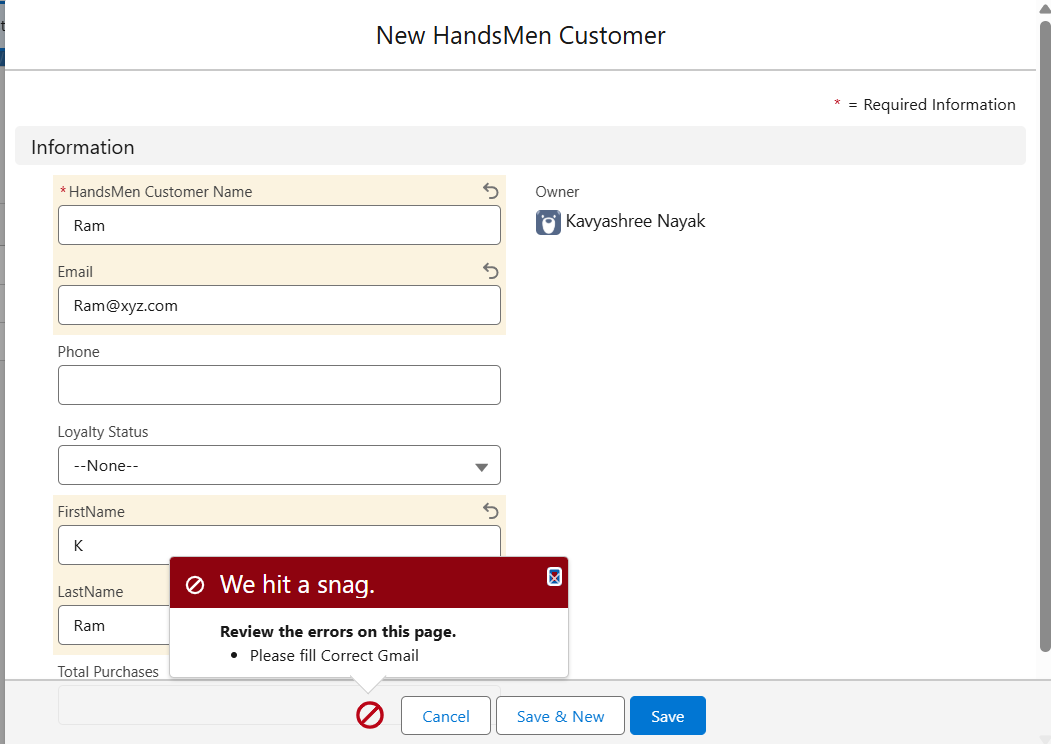 New HandsMen Customer
* = Required Information
Information
*HandsMen Customer Name
Ram
Owner
Kavyashree Nayak
Email
Ram@xyz.com
Phone
Loyalty Status
--None--
FirstName
K
LastName
Ram
We hit a snag.
Review the errors on this page.
• Please fill Correct Gmail
Total Purchases
Cancel
Save & New
Save